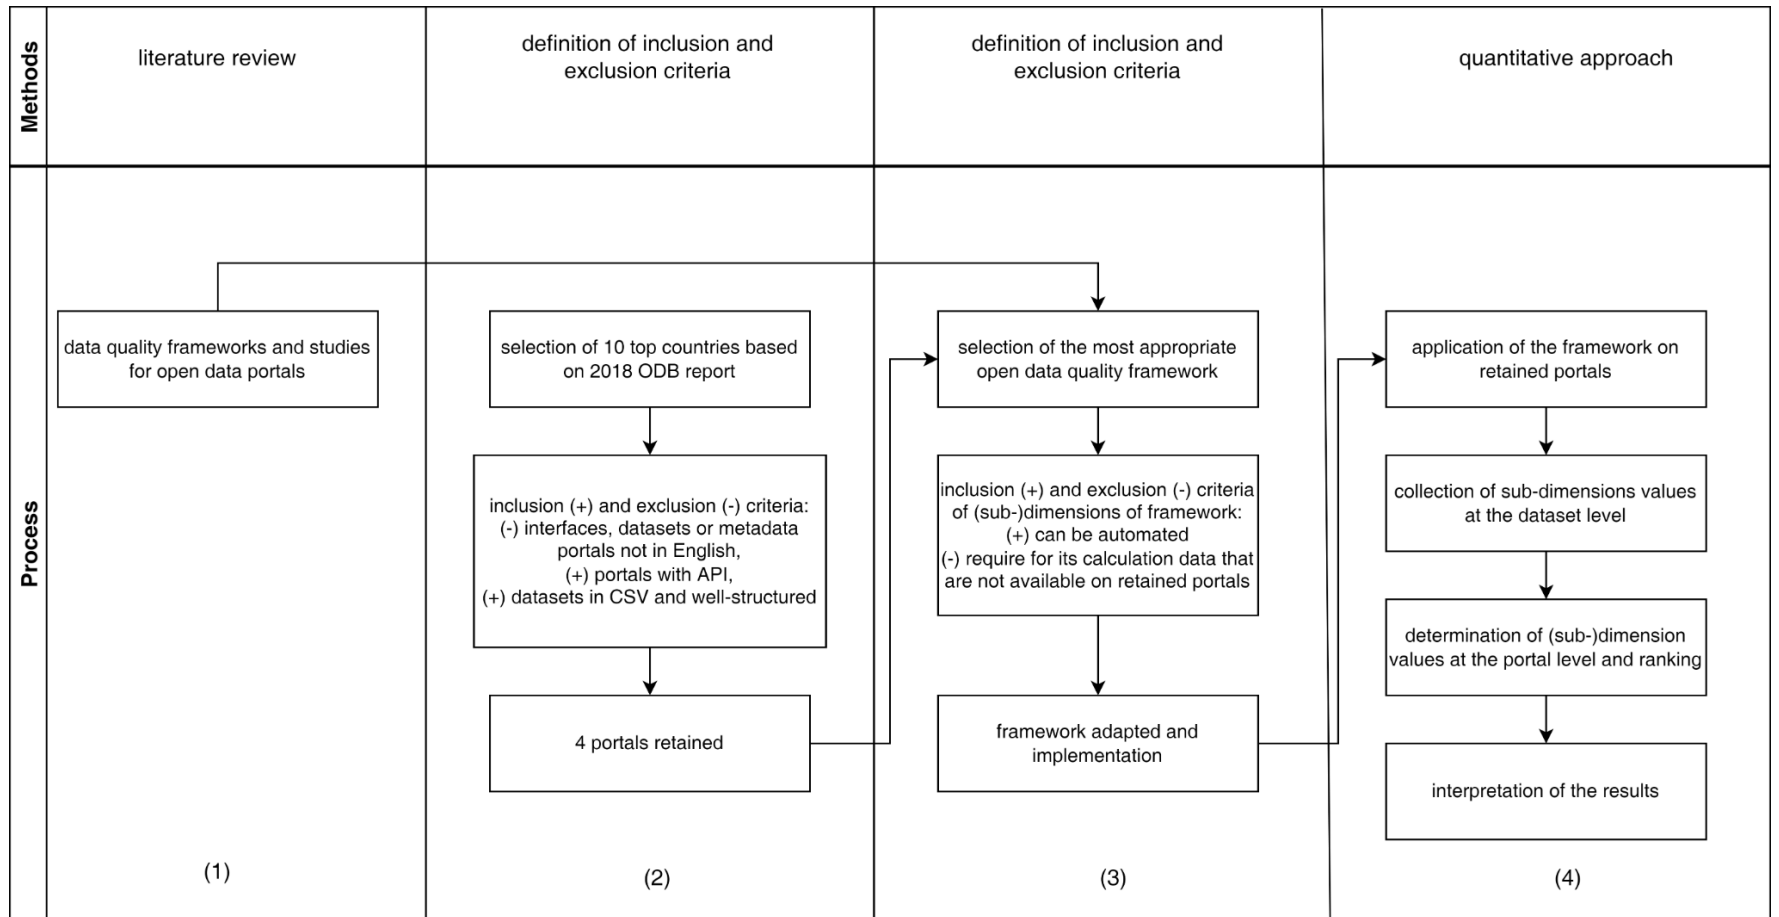 Methods
literature review
definition of inclusion and
exclusion criteria
definition of inclusion and
exclusion criteria
quantitative approach
Process
data quality frameworks and studies
for open data portals
(1)
selection of 10 top countries based
on 2018 ODB report
inclusion (+) and exclusion (-) criteria:
(-) interfaces, datasets or metadada
portals not in English,
(+) portals with API,
(+) datasets in CSV and well-structured
4 portals retained
(2)
selection of the most appropriate
open data quality framework
inclusion (+) and exclusion (-) criteria
of (sub-)dimensions of framework:
(+) can be automated
(-) require for its calculation data that
are not available on retained portals
framework adapted and
implementation
(3)
application of the framework on
retained portals
collection of sub-dimensions values
at the dataset level
determination of (sub-)dimension
values at the portal level and ranking
interpretation of the results
(4)